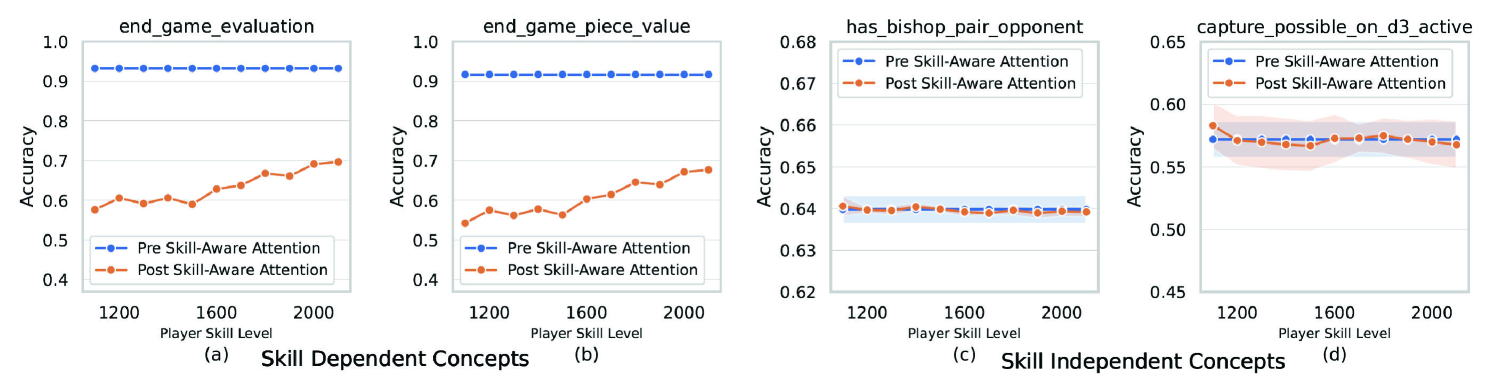 end_game_evaluation
1.0
0.9
0.8
0.7
0.6
0.5
0.4
Accuracy
Pre Skill-Aware Attention
Post Skill-Aware Attention
1200
1600
2000
Player Skill Level
(a)
end_game_piece_value
1.0
0.9
0.8
0.7
0.6
0.5
0.4
Accuracy
Pre Skill-Aware Attention
Post Skill-Aware Attention
1200
1600
2000
Player Skill Level
(b)
Skill Dependent Concepts
has_bishop_pair_opponent
0.68
0.67
0.66
0.65
0.64
0.63
0.62
Accuracy
Pre Skill-Aware Attention
Post Skill-Aware Attention
1200
1600
2000
Player Skill Level
(c)
capture_possible_on_d3_active
0.65
0.60
0.55
0.50
0.45
Accuracy
Pre Skill-Aware Attention
Post Skill-Aware Attention
1200
1600
2000
Player Skill Level
(d)
Skill Independent Concepts